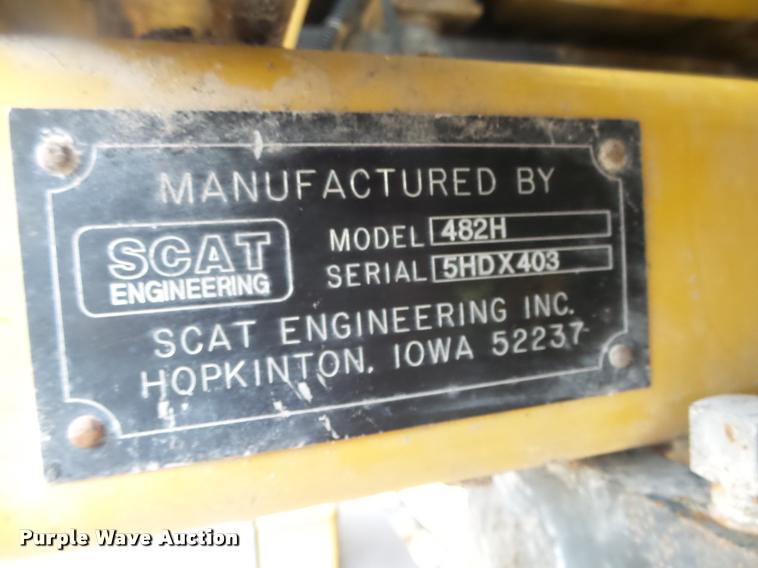 MANUFACTURED BY
SCAT
ENGINEERING
MODEL 482H
SERIAL 5HDX403
SCAT ENGINEERING INC.
HOPKINTON, IOWA 52237
Purple Wave Auction